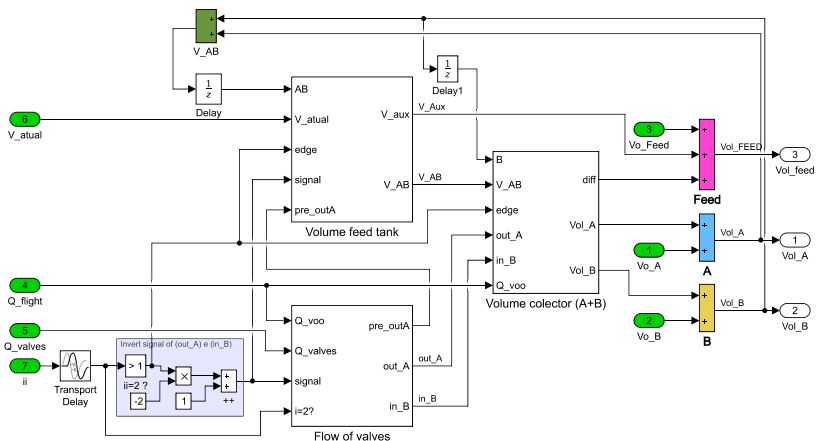 +
+
V_AB
1
z
Delay
1
z
Delay1
6
V_atual
AB
V_atual
edge
signal
pre_outA
V_aux
V_AB
Volume feed tank
V_Aux
V_AB
B
V_AB
edge
out_A
in_B
Q_voo
diff
Vol_A
Vol_B
Volume colector (A+B)
3
Vo_Feed
+
+
+
Feed
Vol_FEED
3
Vol_feed
1
Vo_A
+
+
A
Vol_A
1
Vol_A
2
Vo_B
+
+
B
Vol_B
2
Vol_B
4
Q_flight
5
Q_valves
7
ii
Transport
Delay
Invert signal of (out_A) e (in_B)
> 1
ii=2 ?
×
-2
1
+
+
++
Q_voo
Q_valves
signal
i=2?
pre_outA
out_A
in_B
Flow of valves
out_A
in_B